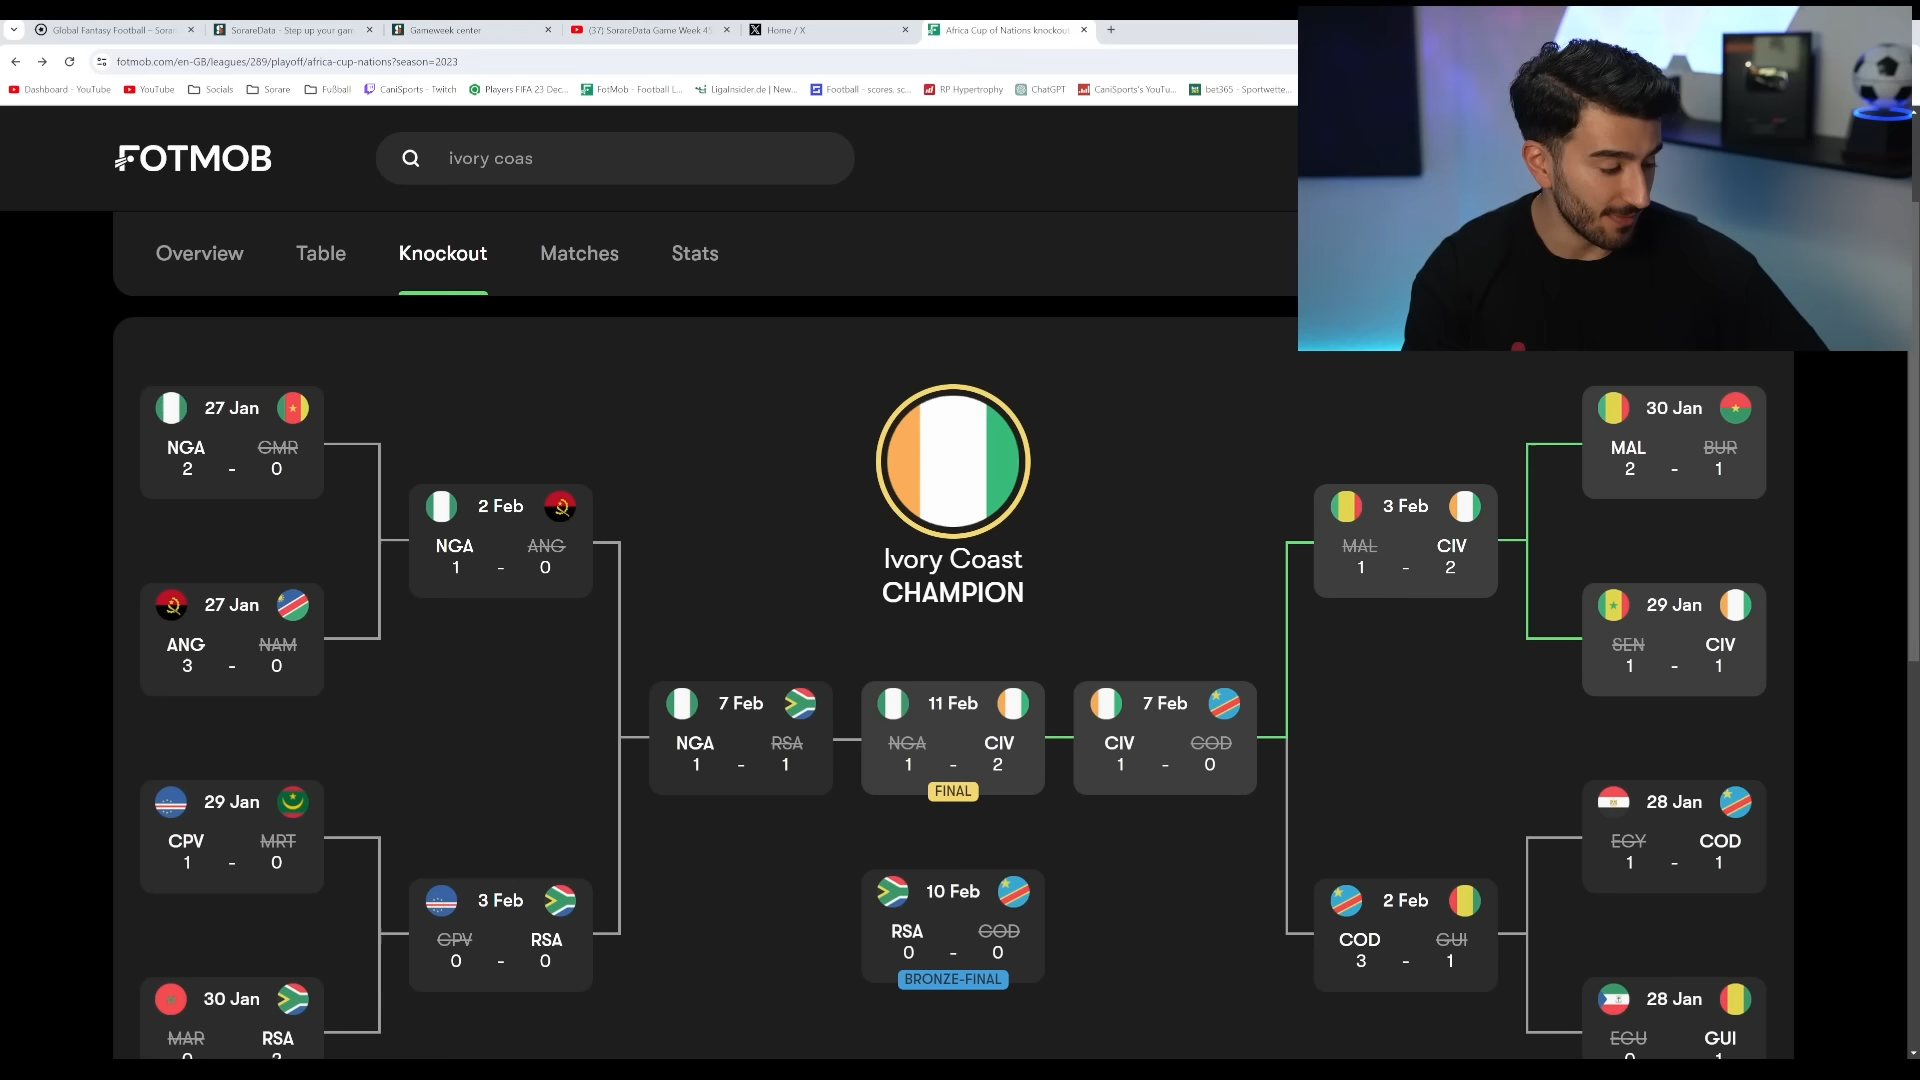 Global Fantasy Football – Sorar
SorareData - Step up your gam
Gameweek center
(37) SorareData Game Week 45
Home / X
Africa Cup of Nations knockout
fotmob.com/en-GB/leagues/289/playoff/africa-cup-nations?season=2023
Dashboard - YouTube
YouTube
Socials
Sorare
Fußball
CaniSports - Twitch
Players FIFA 23 Dec...
FotMob - Football L...
LigaInsider.de | New...
Football - scores, sc...
RP Hypertrophy
ChatGPT
CaniSports's YouTu...
bet365 - Sportwette...
FOTMOB
ivory coas
Overview
Table
Knockout
Matches
Stats
27 Jan
NGA CMR
2 - 0
27 Jan
ANG NAM
3 - 0
29 Jan
CPV MRT
1 - 0
30 Jan
MAR RSA
2 Feb
NGA ANG
1 - 0
3 Feb
CPV RSA
0 - 0
7 Feb
NGA RSA
1 - 1
Ivory Coast
CHAMPION
11 Feb
NGA CIV
1 - 2
FINAL
10 Feb
RSA COD
0 - 0
BRONZE-FINAL
7 Feb
CIV COD
1 - 0
3 Feb
MAL CIV
1 - 2
2 Feb
COD GUI
3 - 1
30 Jan
MAL BUR
2 - 1
29 Jan
SEN CIV
1 - 1
28 Jan
EGY COD
1 - 1
28 Jan
EGU GUI